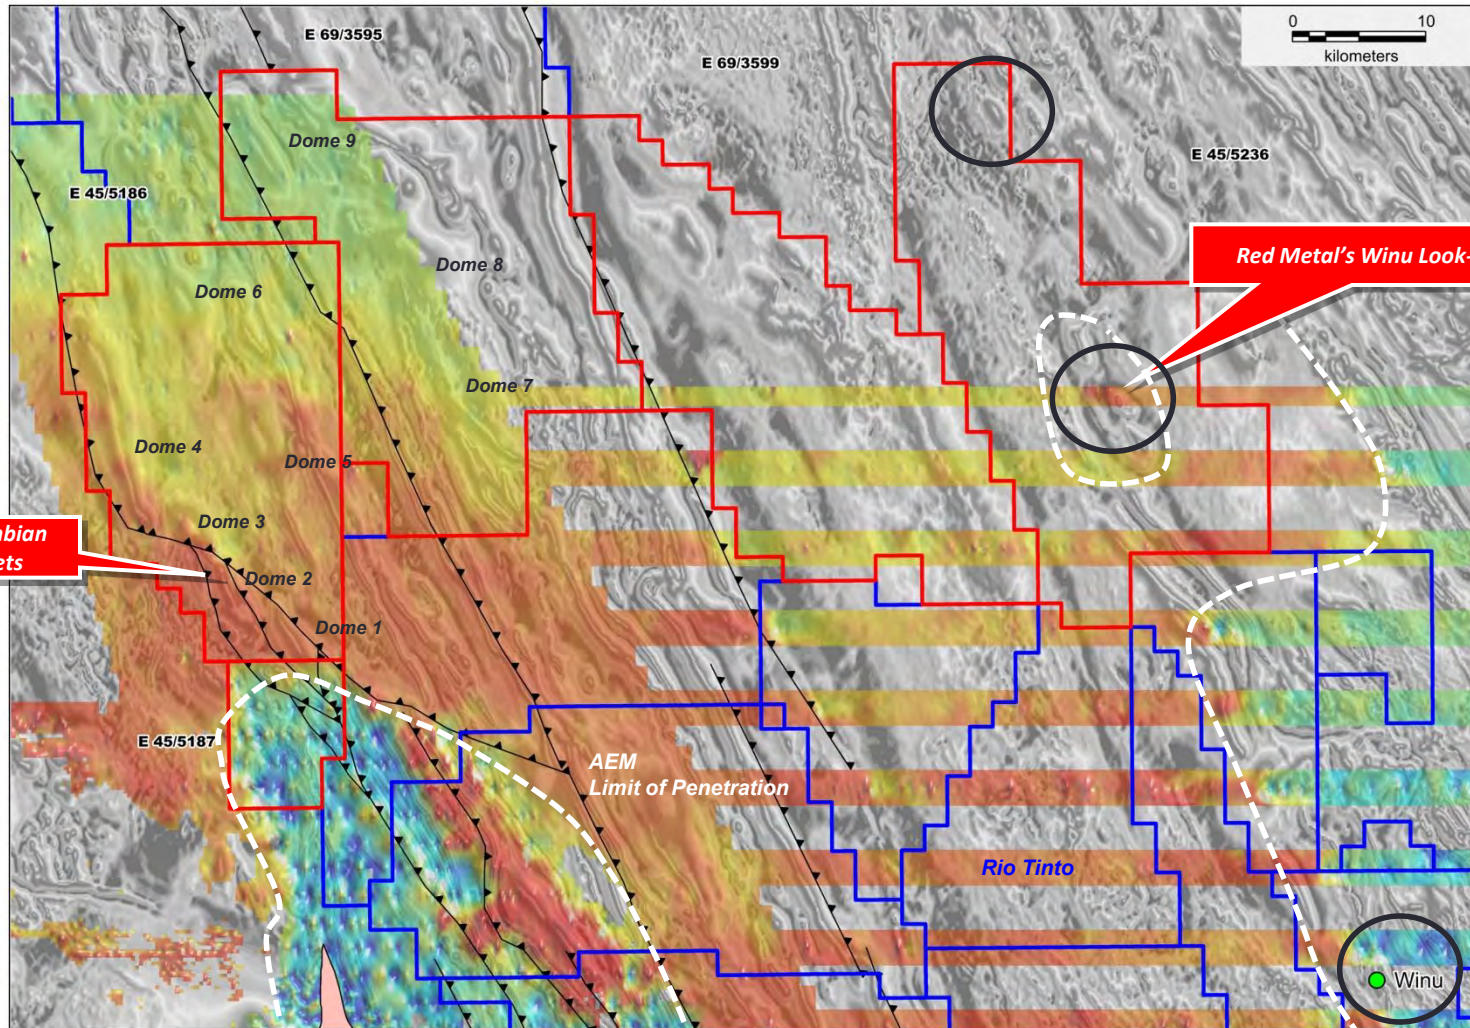 0 10
kilometers
E 69/3595
E 69/3599
Dome 9
E 45/5236
E 45/5186
Red Metal's Winu Look-
Dome 8
Dome 6
Dome 7
Dome 4
Dome 5
Dome 3
ets
Dome 2
Dome 1
E 45/5187
AEM
Limit of Penetration
Rio Tinto
Winu